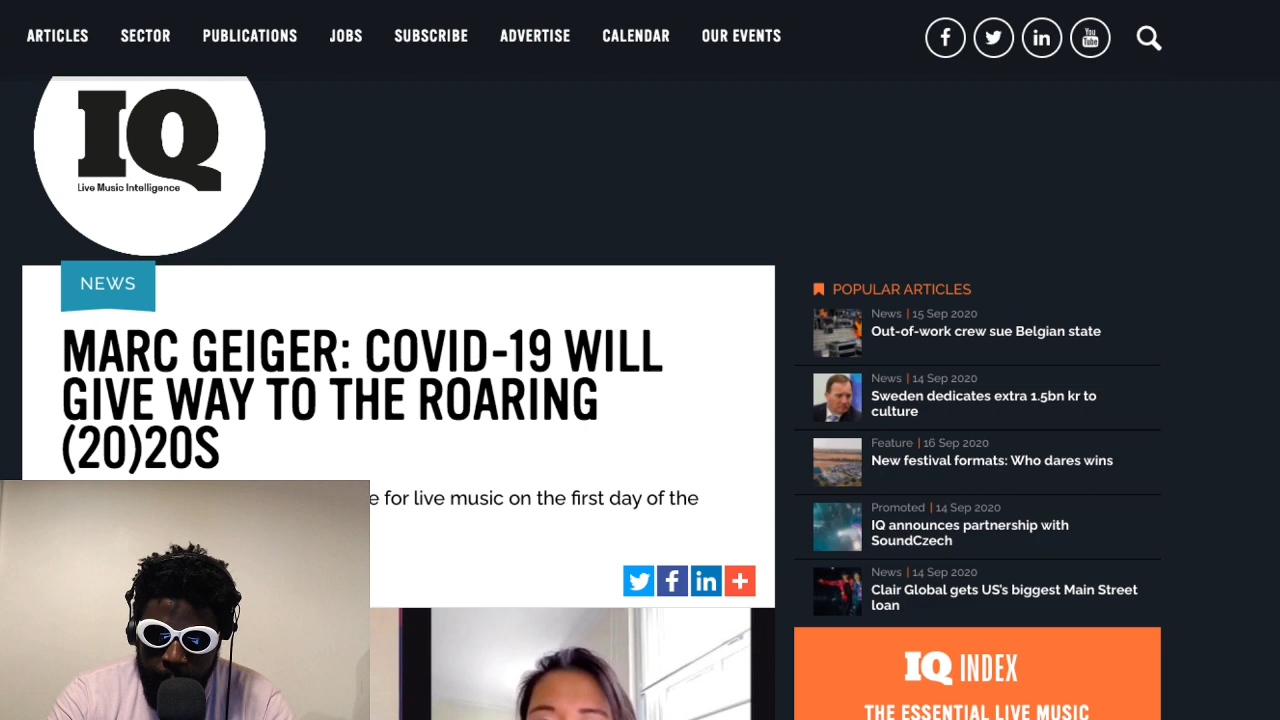 ARTICLES SECTOR PUBLICATIONS JOBS SUBSCRIBE ADVERTISE CALENDAR OUR EVENTS
You
Tube
IQ
Live Music Intelligence
NEWS
MARC GEIGER: COVID-19 WILL
GIVE WAY TO THE ROARING
(20)20S
e for live music on the first day of the
POPULAR ARTICLES
News | 15 Sep 2020
Out-of-work crew sue Belgian state
News | 14 Sep 2020
Sweden dedicates extra 1.5bn kr to
culture
Feature | 16 Sep 2020
New festival formats: Who dares wins
Promoted | 14 Sep 2020
IQ announces partnership with
SoundCzech
News | 14 Sep 2020
Clair Global gets US's biggest Main Street
loan
IQ INDEX
THE ESSENTIAL LIVE MUSIC